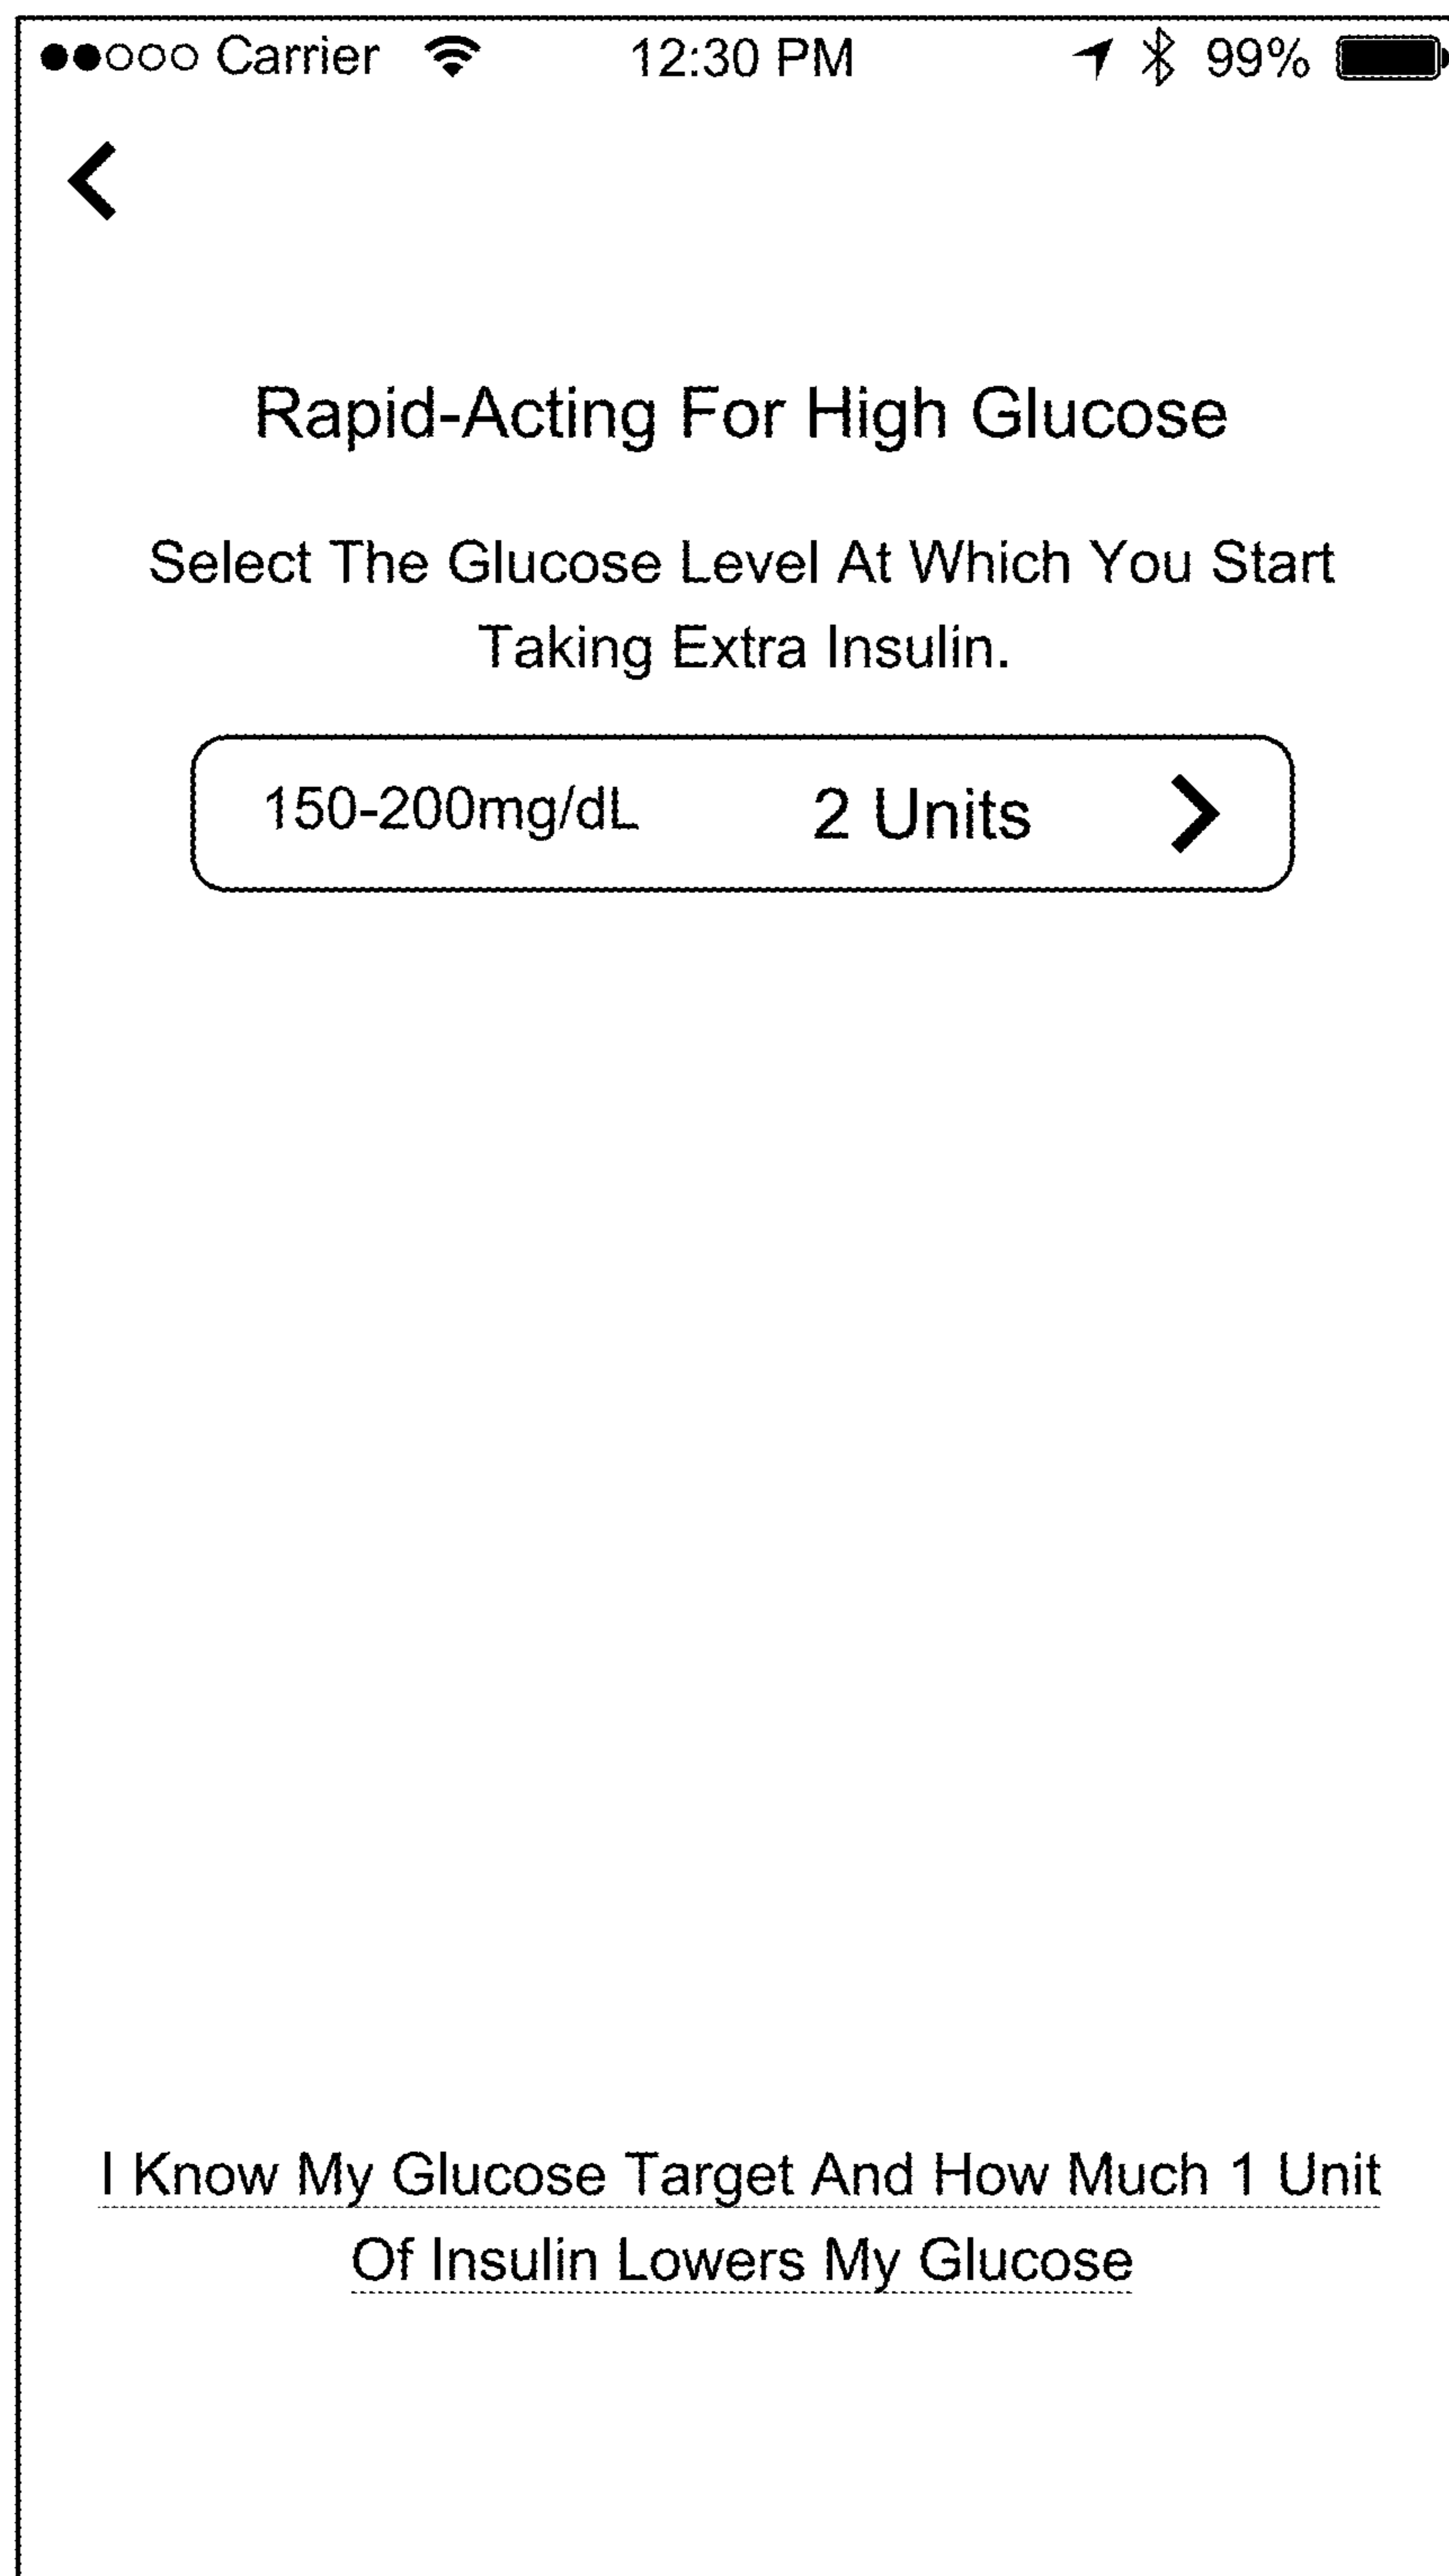 Carrier 12:30 PM 99%
Rapid-Acting For High Glucose
Select The Glucose Level At Which You Start
Taking Extra Insulin.
150-200mg/dL 2 Units
I Know My Glucose Target And How Much 1 Unit
Of Insulin Lowers My Glucose